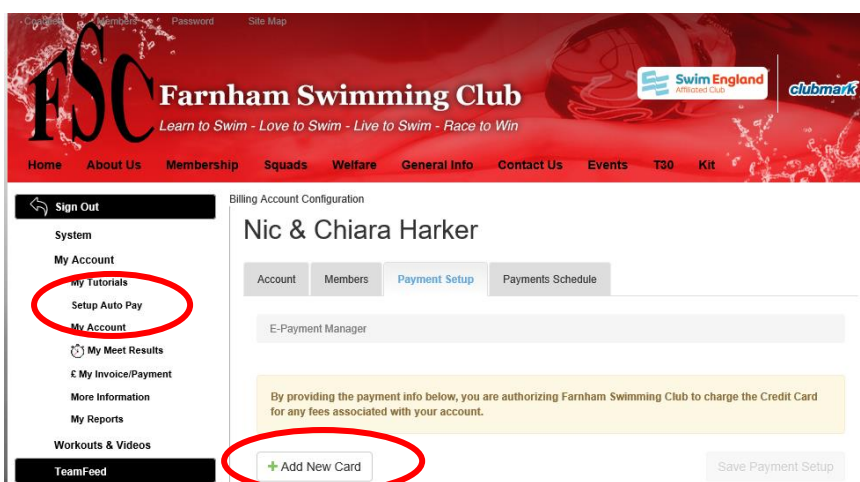 Coaches Members Password Site Map
FSC
Farnham Swimming Club
Learn to Swim - Love to Swim - Live to Swim - Race to Win
Swim England
Affiliated Club
clubmark
Home About Us Membership Squads Welfare General Info Contact Us Events T30 Kit
Sign Out
System
My Account
My Tutorials
Setup Auto Pay
My Account
My Meet Results
£ My Invoice/Payment
More Information
My Reports
Workouts & Videos
TeamFeed
Billing Account Configuration
Nic & Chiara Harker
Account Members Payment Setup Payments Schedule
E-Payment Manager
By providing the payment info below, you are authorizing Farnham Swimming Club to charge the Credit Card
for any fees associated with your account.
+ Add New Card
Save Payment Setup